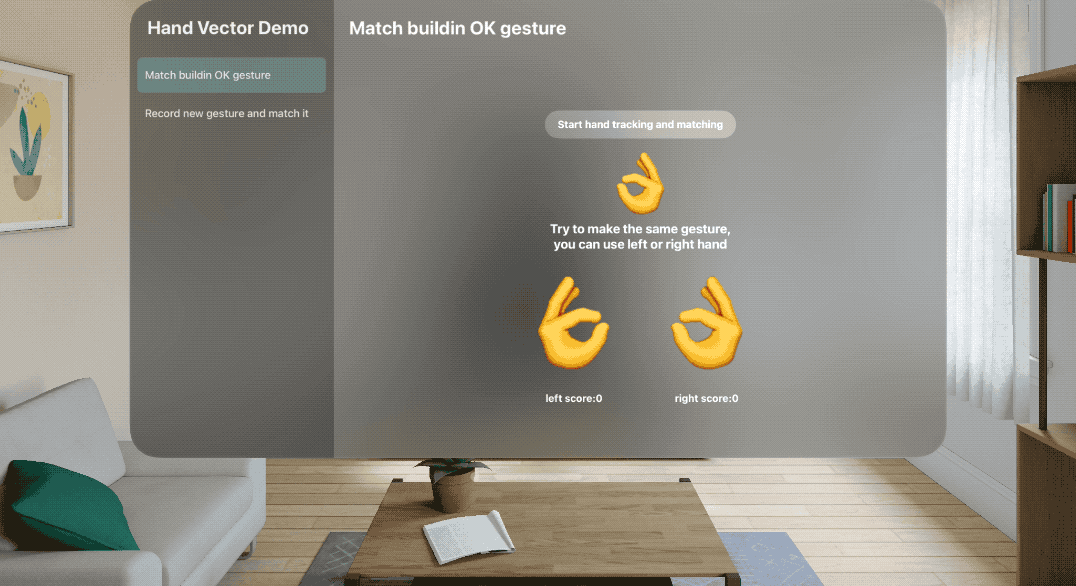 Hand Vector Demo
Match buildin OK gesture
Record new gesture and match it
Match buildin OK gesture
Start hand tracking and matching
Try to make the same gesture,
you can use left or right hand
left score:0
right score:0